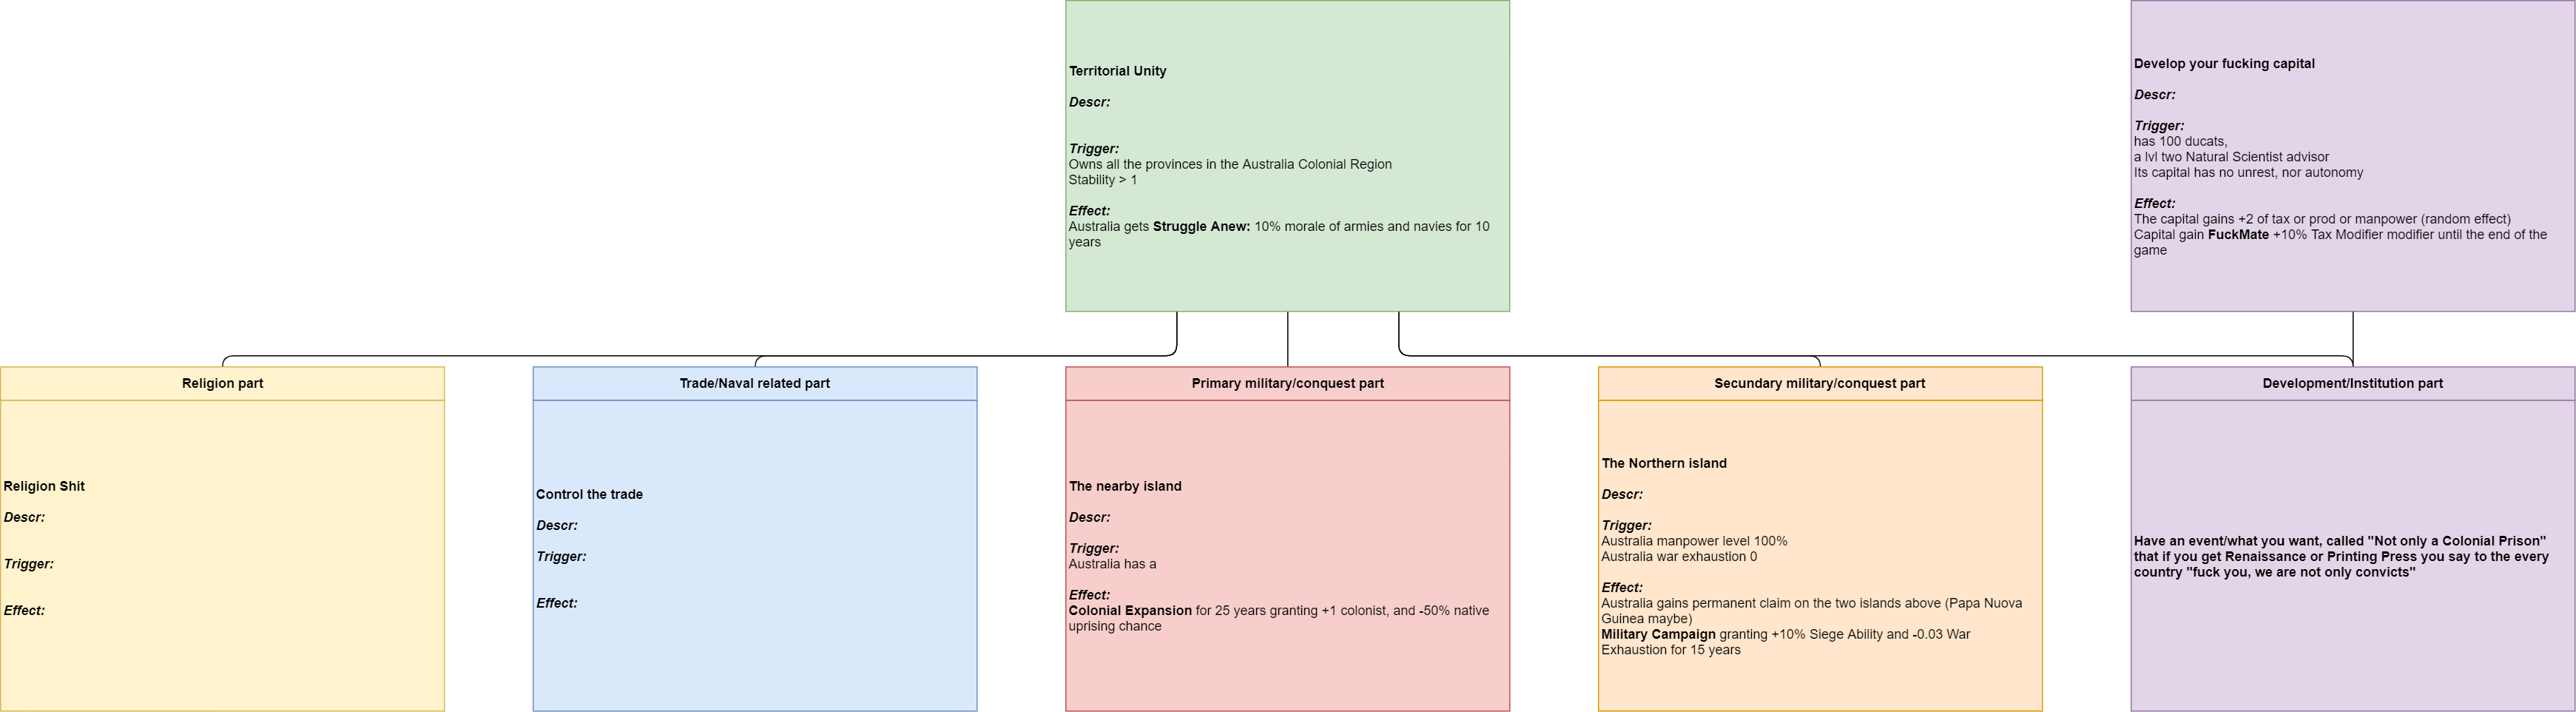 Territorial Unity
Descr:
Trigger:
Owns all the provinces in the Australia Colonial Region
Stability > 1
Effect:
Australia gets Struggle Anew: 10% morale of armies and navies for 10
years
Develop your fucking capital
Descr:
Trigger:
has 100 ducats,
a lvl two Natural Scientist advisor
Its capital has no unrest, nor autonomy
Effect:
The capital gains +2 of tax or prod or manpower (random effect)
Capital gain FuckMate +10% Tax Modifier modifier until the end of the
game
Religion part
Religion Shit
Descr:
Trigger:
Effect:
Trade/Naval related part
Control the trade
Descr:
Trigger:
Effect:
Primary military/conquest part
The nearby island
Descr:
Trigger:
Australia has a
Effect:
Colonial Expansion for 25 years granting +1 colonist, and -50% native
uprising chance
Secundary military/conquest part
The Northern island
Descr:
Trigger:
Australia manpower level 100%
Australia war exhaustion 0
Effect:
Australia gains permanent claim on the two islands above (Papa Nuova
Guinea maybe)
Military Campaign granting +10% Siege Ability and -0.03 War
Exhaustion for 15 years
Development/Institution part
Have an event/what you want, called "Not only a Colonial Prison"
that if you get Renaissance or Printing Press you say to the every
country "fuck you, we are not only convicts"